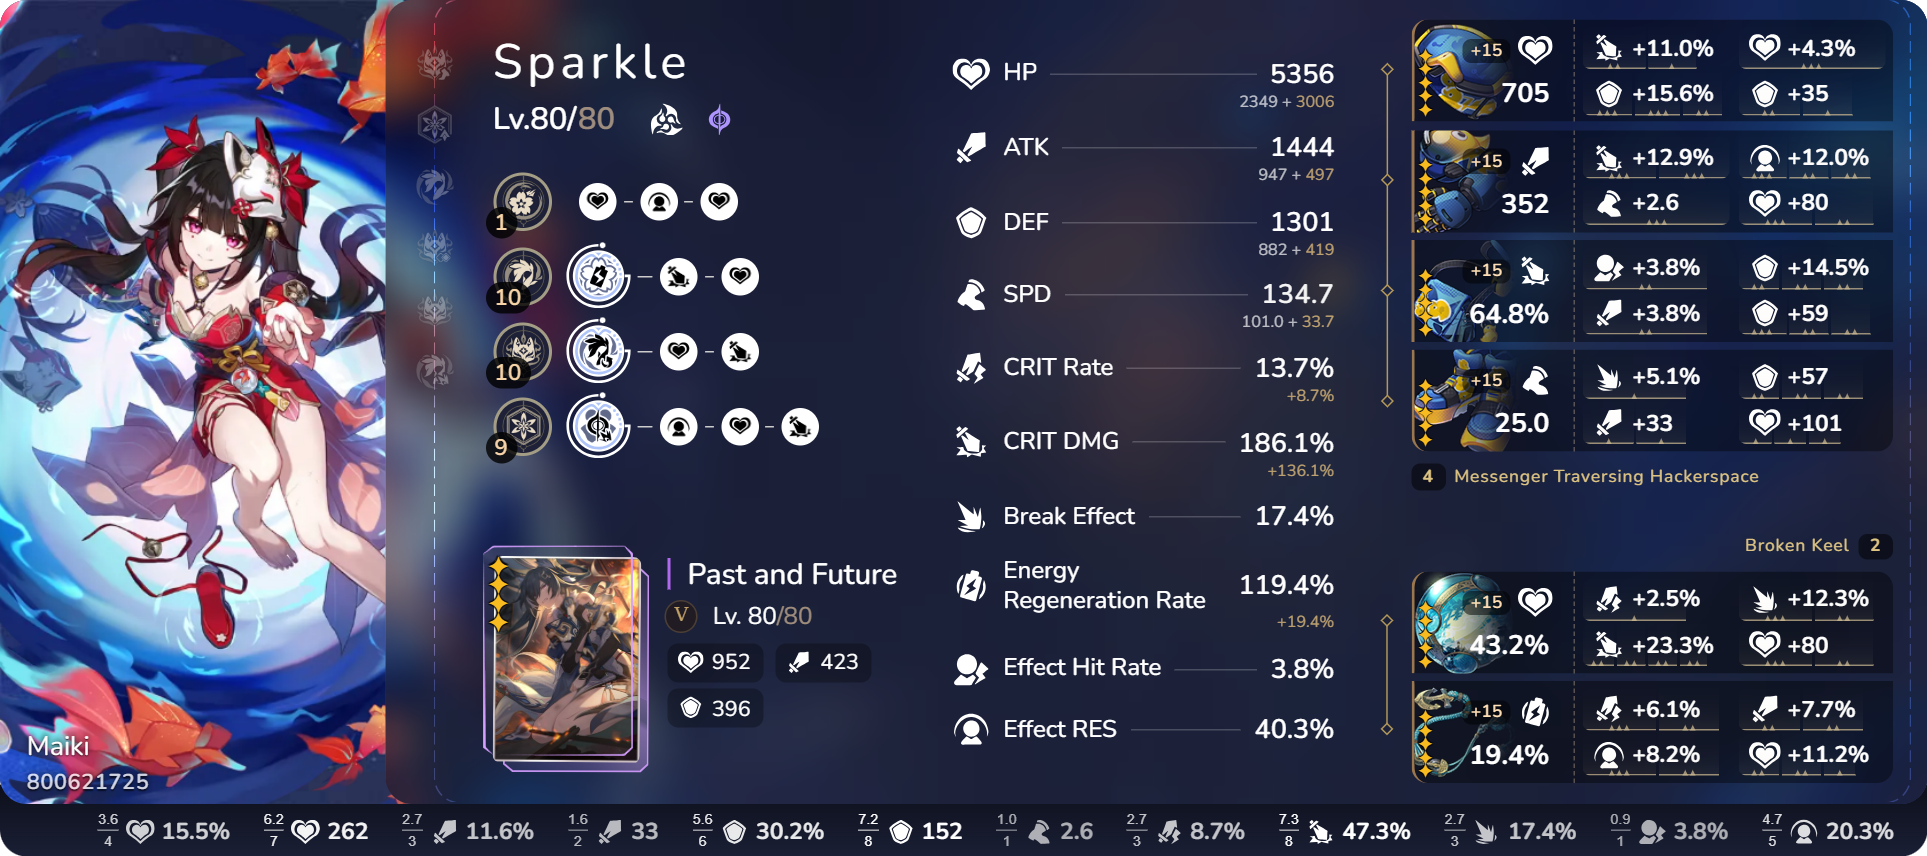 Sparkle
Lv.80/80
1
10
10
9
Past and Future
V Lv. 80/80
952 423
396
Maiki
800621725
HP 5356
2349 + 3006
ATK 1444
947 + 497
DEF 1301
882 + 419
SPD 134.7
101.0 + 33.7
CRIT Rate 13.7%
+8.7%
CRIT DMG 186.1%
+136.1%
Break Effect 17.4%
Energy
Regeneration Rate 119.4%
+19.4%
Effect Hit Rate 3.8%
Effect RES 40.3%
+15 +11.0% +4.3%
705 +15.6% +35
+15 +12.9% +12.0%
352 +2.6 +80
+15 +3.8% +14.5%
64.8% +3.8% +59
+15 +5.1% +57
25.0 +33 +101
4 Messenger Traversing Hackerspace
Broken Keel 2
+15 +2.5% +12.3%
43.2% +23.3% +80
+15 +6.1% +7.7%
19.4% +8.2% +11.2%
3.6/4 15.5% 6.2/7 262 2.7/3 11.6% 1.6/2 33 5.6/6 30.2% 7.2/8 152 1.0/1 2.6 2.7/3 8.7% 7.3/8 47.3% 2.7/3 17.4% 0.9/1 3.8% 4.7/5 20.3%